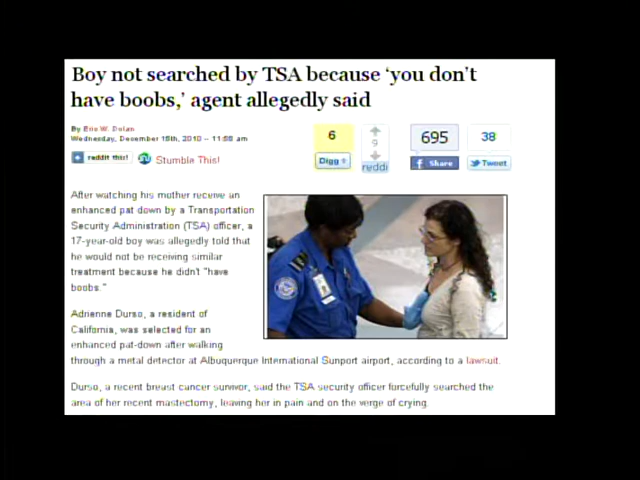 Boy not searched by TSA because ‘you don’t
have boobs,’ agent allegedly said
By Eric W. Dolan
Wednesday, December 15th, 2010 -- 11:58 am
reddit this!
Stumble This!
6
Digg
9
reddi
695
Share
38
Tweet
After watching his mother receive an
enhanced pat down by a Transportation
Security Administration (TSA) officer, a
17-year-old boy was allegedly told that
he would not be receiving similar
treatment because he didn't "have
boobs."
Adrienne Durso, a resident of
California, was selected for an
enhanced pat-down after walking
through a metal detector at Albuquerque International Sunport airport, according to a lawsuit.
Durso, a recent breast cancer survivor, said the TSA security officer forcefully searched the
area of her recent mastectomy, leaving her in pain and on the verge of crying.